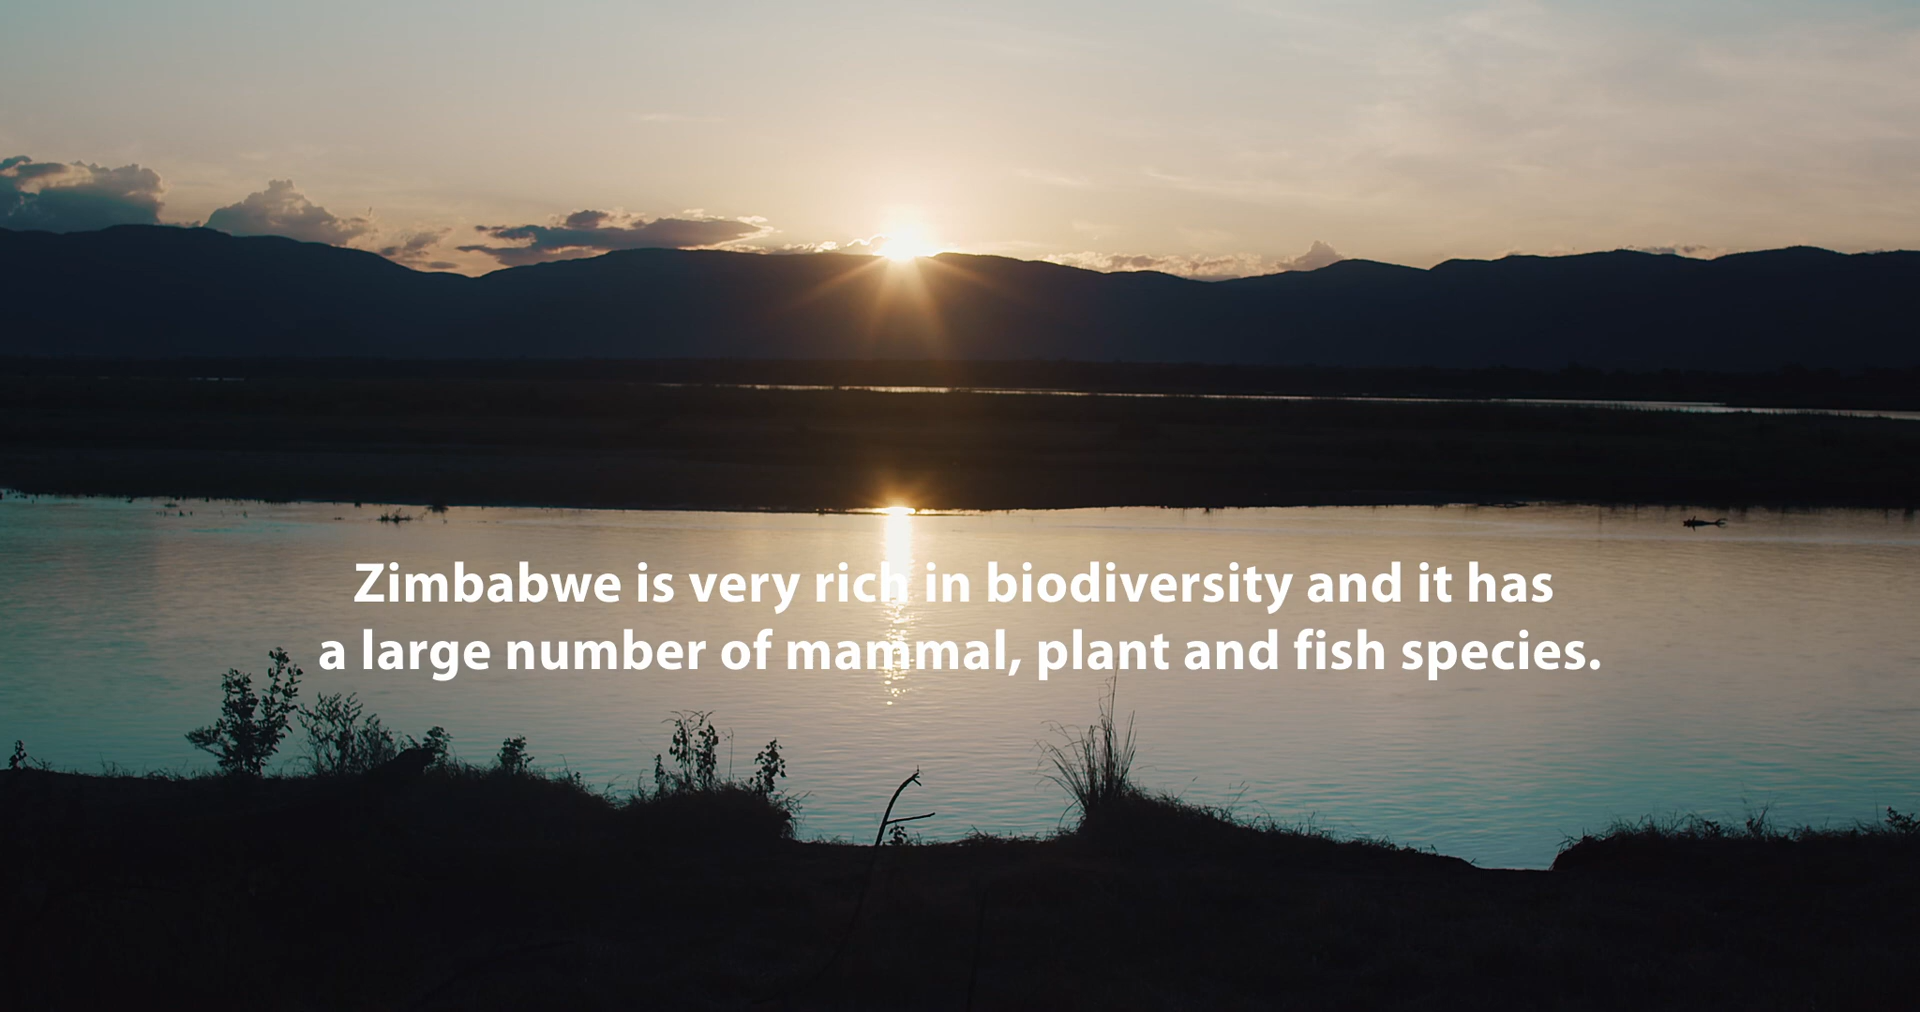 Zimbabwe is very rich in biodiversity and it has
a large number of mammal, plant and fish species.